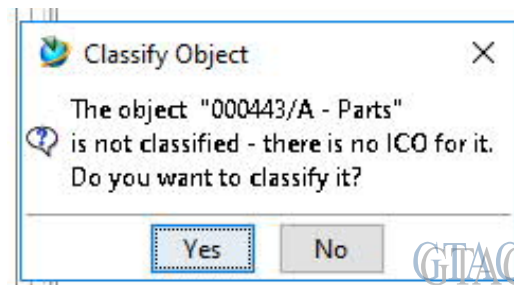 Classify Object
The object "000443/A - Parts"
is not classified - there is no ICO for it.
Do you want to classify it?
Yes No
GTAC